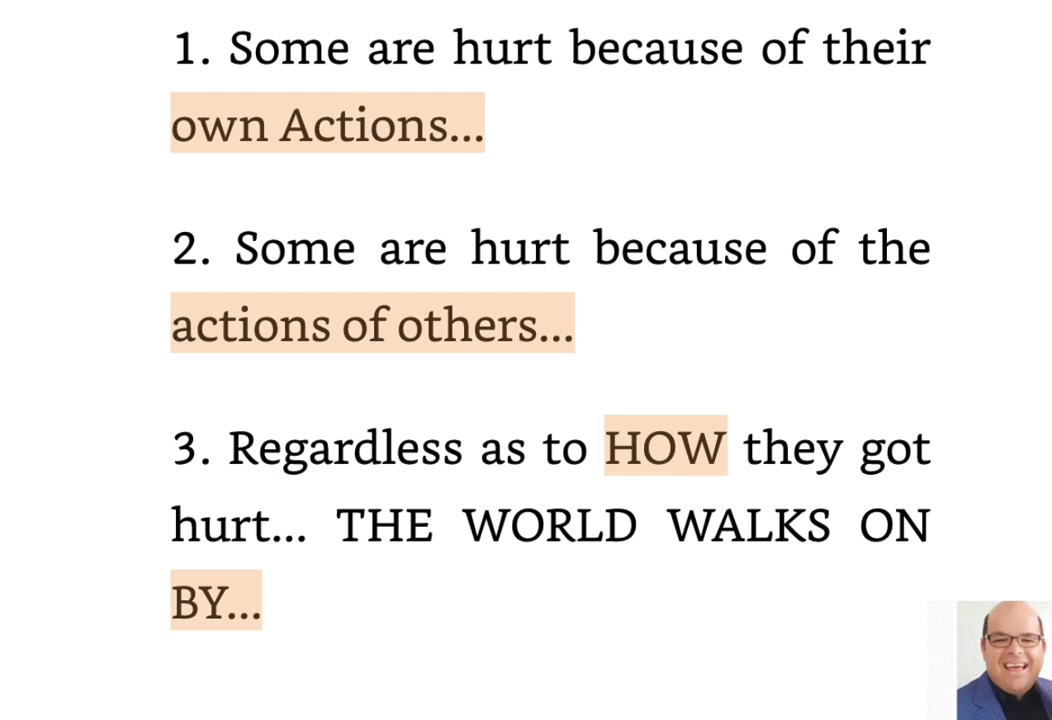 1. Some are hurt because of their
own Actions...
2. Some are hurt because of the
actions of others...
3. Regardless as to HOW they got
hurt... THE WORLD WALKS ON
BY...